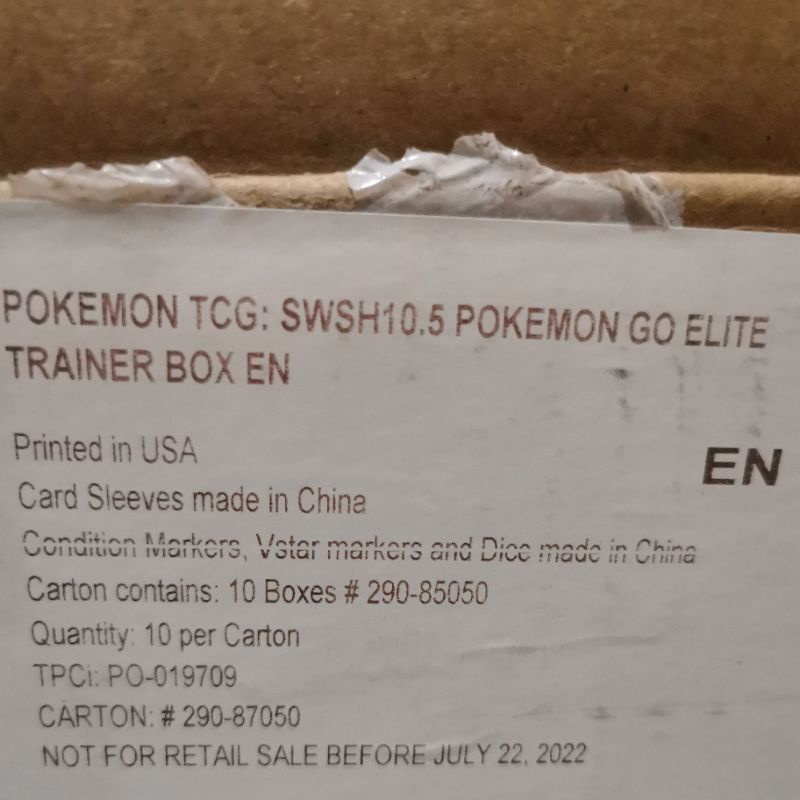 POKEMON TCG: SWSH10.5 POKEMON GO ELITE
TRAINER BOX EN
Printed in USA
EN
Card Sleeves made in China
Condition Markers, Vstar markers and Dice made in China
Carton contains: 10 Boxes # 290-85050
Quantity: 10 per Carton
TPCi: PO-019709
CARTON: # 290-87050
NOT FOR RETAIL SALE BEFORE JULY 22, 2022